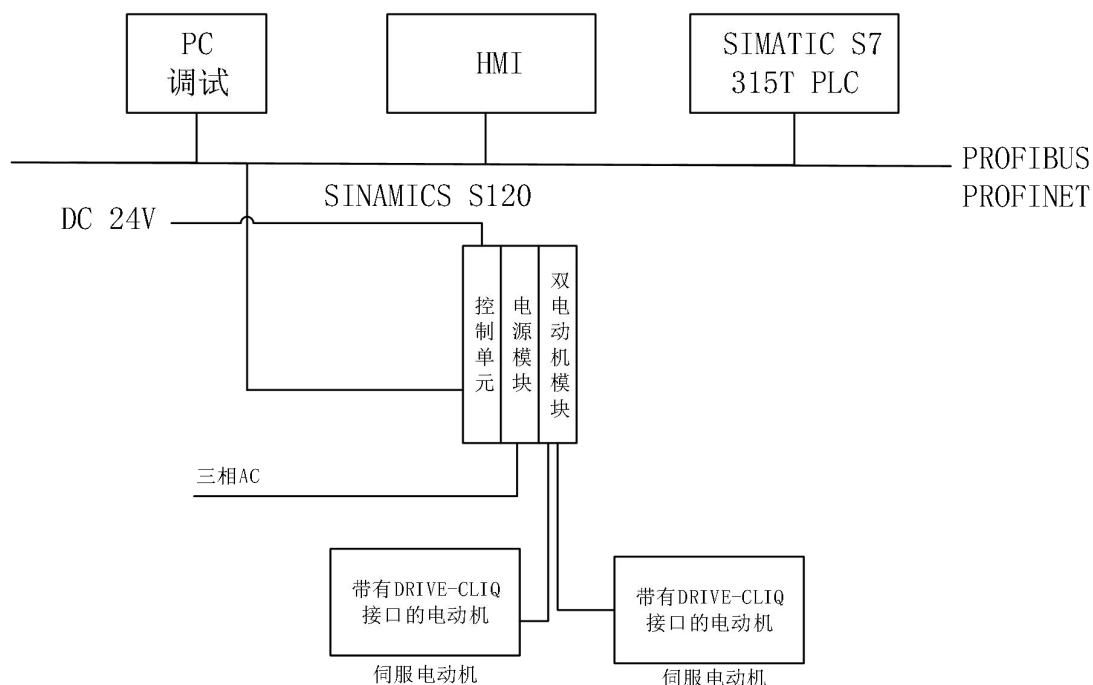 PC
调试
HMI
SIMATIC S7
315T PLC
PROFIBUS
PROFINET
SINAMICS S120
DC 24V
控制单元
电源模块
双电动机模块
三相AC
带有DRIVE-CLIQ
接口的电动机
伺服电动机
带有DRIVE-CLIQ
接口的电动机
伺服电动机